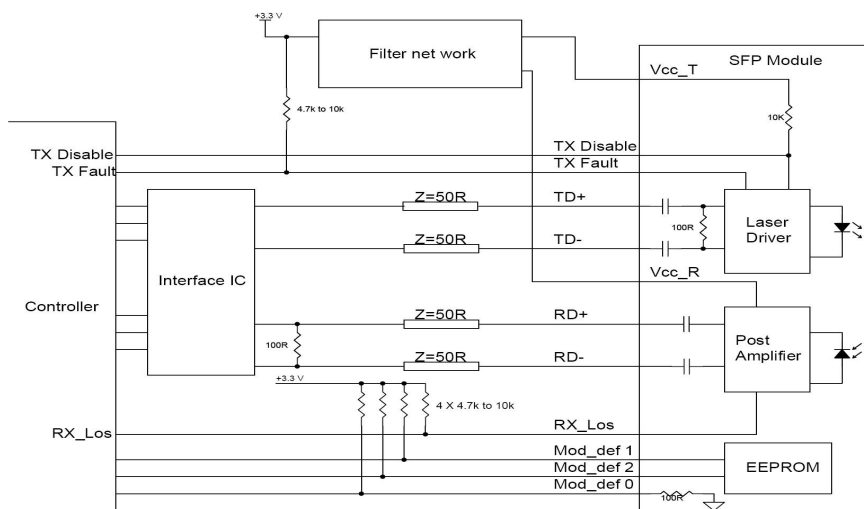 +3.3 V
Filter net work
SFP Module
Vcc_T
4.7k to 10k
10K
TX Disable
TX Disable
TX Fault
TX Fault
Z=50R
TD+
100R
Laser
Driver
Z=50R
TD-
Interface IC
Vcc_R
Controller
Z=50R
RD+
100R
Post
Amplifier
Z=50R
RD-
+3.3 V
4 X 4.7k to 10k
RX_Los
RX_Los
Mod_def 1
Mod_def 2
EEPROM
Mod_def 0
100R